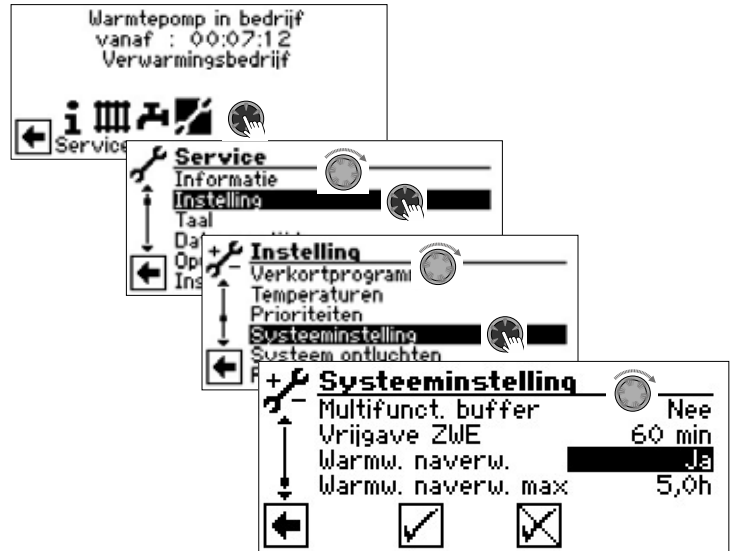 Warmtepomp in bedrijf
vanaf : 00:07:12
Verwarmingsbedrijf
Service
Service
Informatie
Instelling
Taal
Instelling
Temperaturen
Prioriteiten
Systeeminstelling
Systeem ontluchten
Systeeminstelling
Multifunct. buffer Nee
Vrijgave ZWE 60 min
Warmw. naverw. Ja
Warmw. naverw. max 5,0h